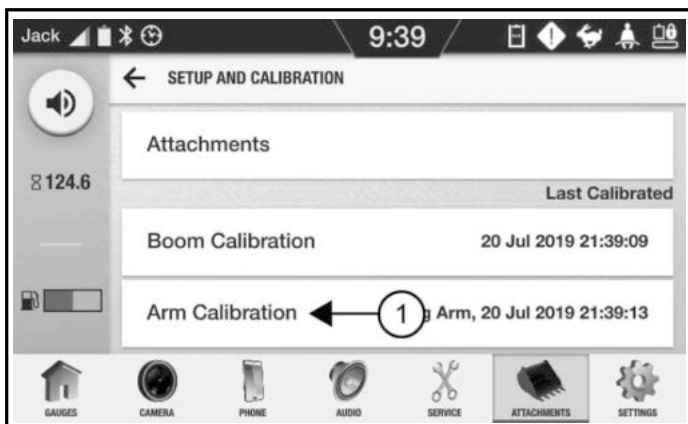 Jack 9:39
SETUP AND CALIBRATION
Attachments
124.6
Last Calibrated
Boom Calibration 20 Jul 2019 21:39:09
Arm Calibration 1 g Arm, 20 Jul 2019 21:39:13
GAUGES CAMERA PHONE AUDIO SERVICE ATTACHMENTS SETTINGS